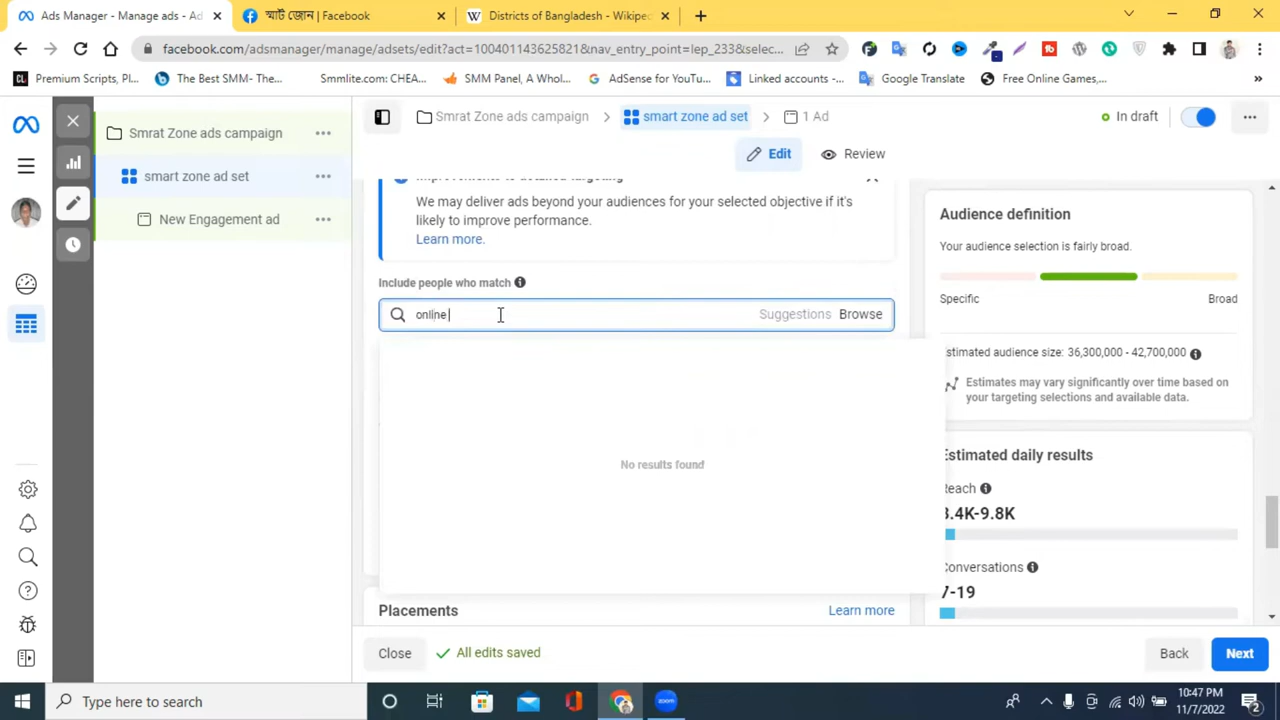 Ads Manager - Manage ads - Ad
স্মার্ট জোন | Facebook
Districts of Bangladesh - Wikiped
facebook.com/adsmanager/manage/adsets/edit?act=100401143625821&nav_entry_point=lep_233&selec...
Premium Scripts, Pl...
The Best SMM- The...
Smmlite.com: CHEA...
SMM Panel, A Whol...
AdSense for YouTu...
Linked accounts -...
Google Translate
Free Online Games,...
Smrat Zone ads campaign
smart zone ad set
New Engagement ad
Smrat Zone ads campaign
smart zone ad set
1 Ad
In draft
Edit
Review
We may deliver ads beyond your audiences for your selected objective if it's
likely to improve performance.
Learn more.
Include people who match
online
Suggestions
Browse
No results found
Placements
Learn more
Audience definition
Your audience selection is fairly broad.
Specific
Broad
stimated audience size: 36,300,000 - 42,700,000
Estimates may vary significantly over time based on
your targeting selections and available data.
Estimated daily results
Reach
3.4K-9.8K
Conversations
7-19
Close
All edits saved
Back
Next
Type here to search
10:47 PM
11/7/2022
2